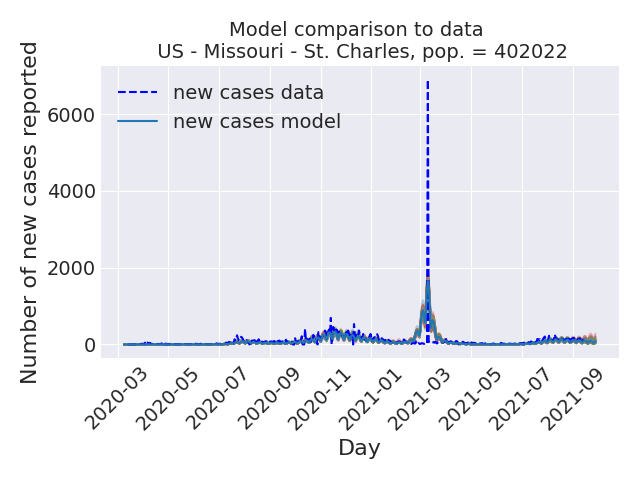 Model comparison to data
US - Missouri - St. Charles, pop. = 402022
Number of new cases reported
6000
4000
2000
0
new cases data
new cases model
2020-03
2020-05
2020-07
2020-09
2020-11
2021-01
2021-03
2021-05
2021-07
2021-09
Day